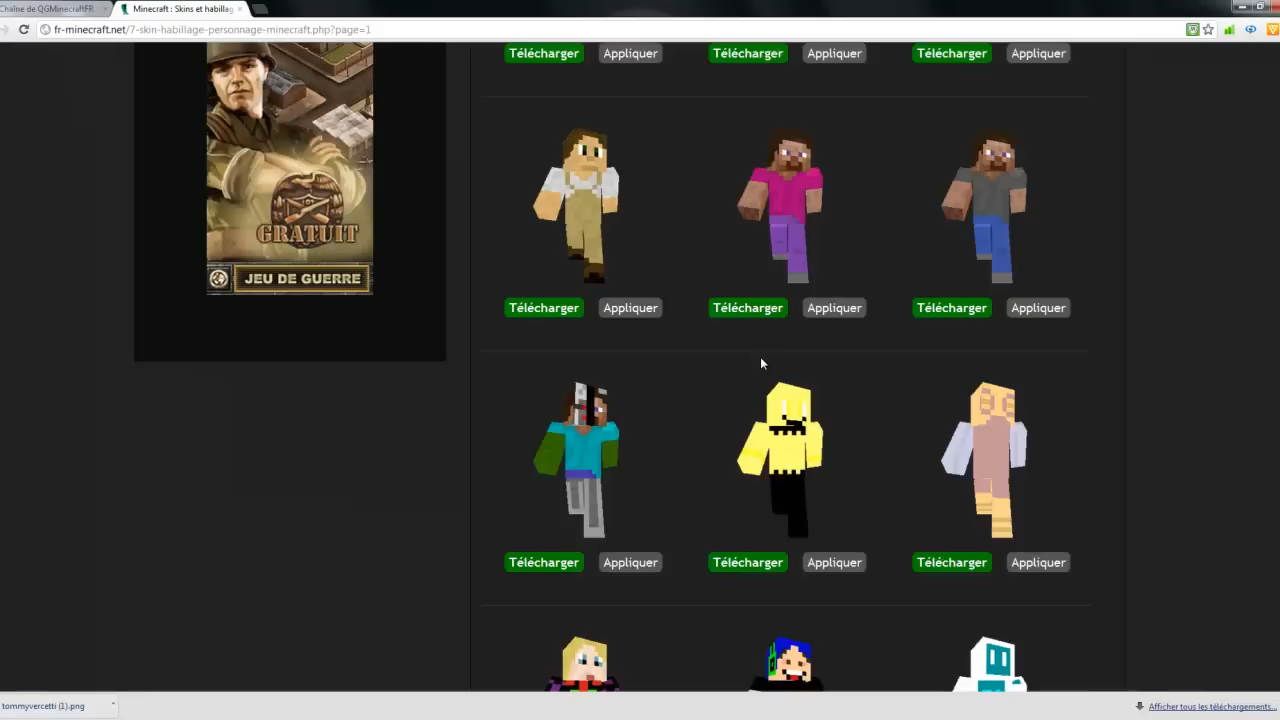 Chaîne de QGMinecraftFR
Minecraft : Skins et habillag
fr-minecraft.net/7-skin-habillage-personnage-minecraft.php?page=1
Télécharger Appliquer Télécharger Appliquer Télécharger Appliquer
GRATUIT
JEU DE GUERRE
Télécharger Appliquer Télécharger Appliquer Télécharger Appliquer
Télécharger Appliquer Télécharger Appliquer Télécharger Appliquer
tommyvercetti (1).png
Afficher tous les téléchargements...